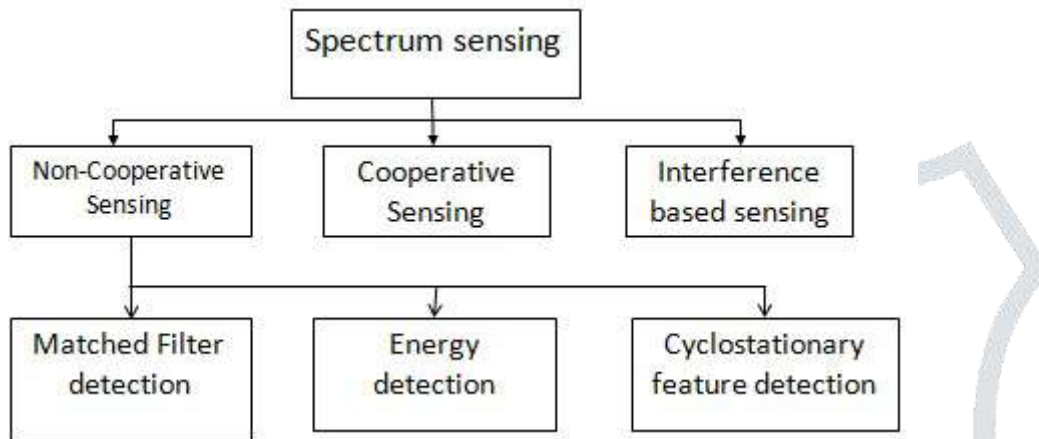 Spectrum sensing
Non-Cooperative
Sensing
Cooperative
Sensing
Interference
based sensing
Matched Filter
detection
Energy
detection
Cyclostationary
feature detection